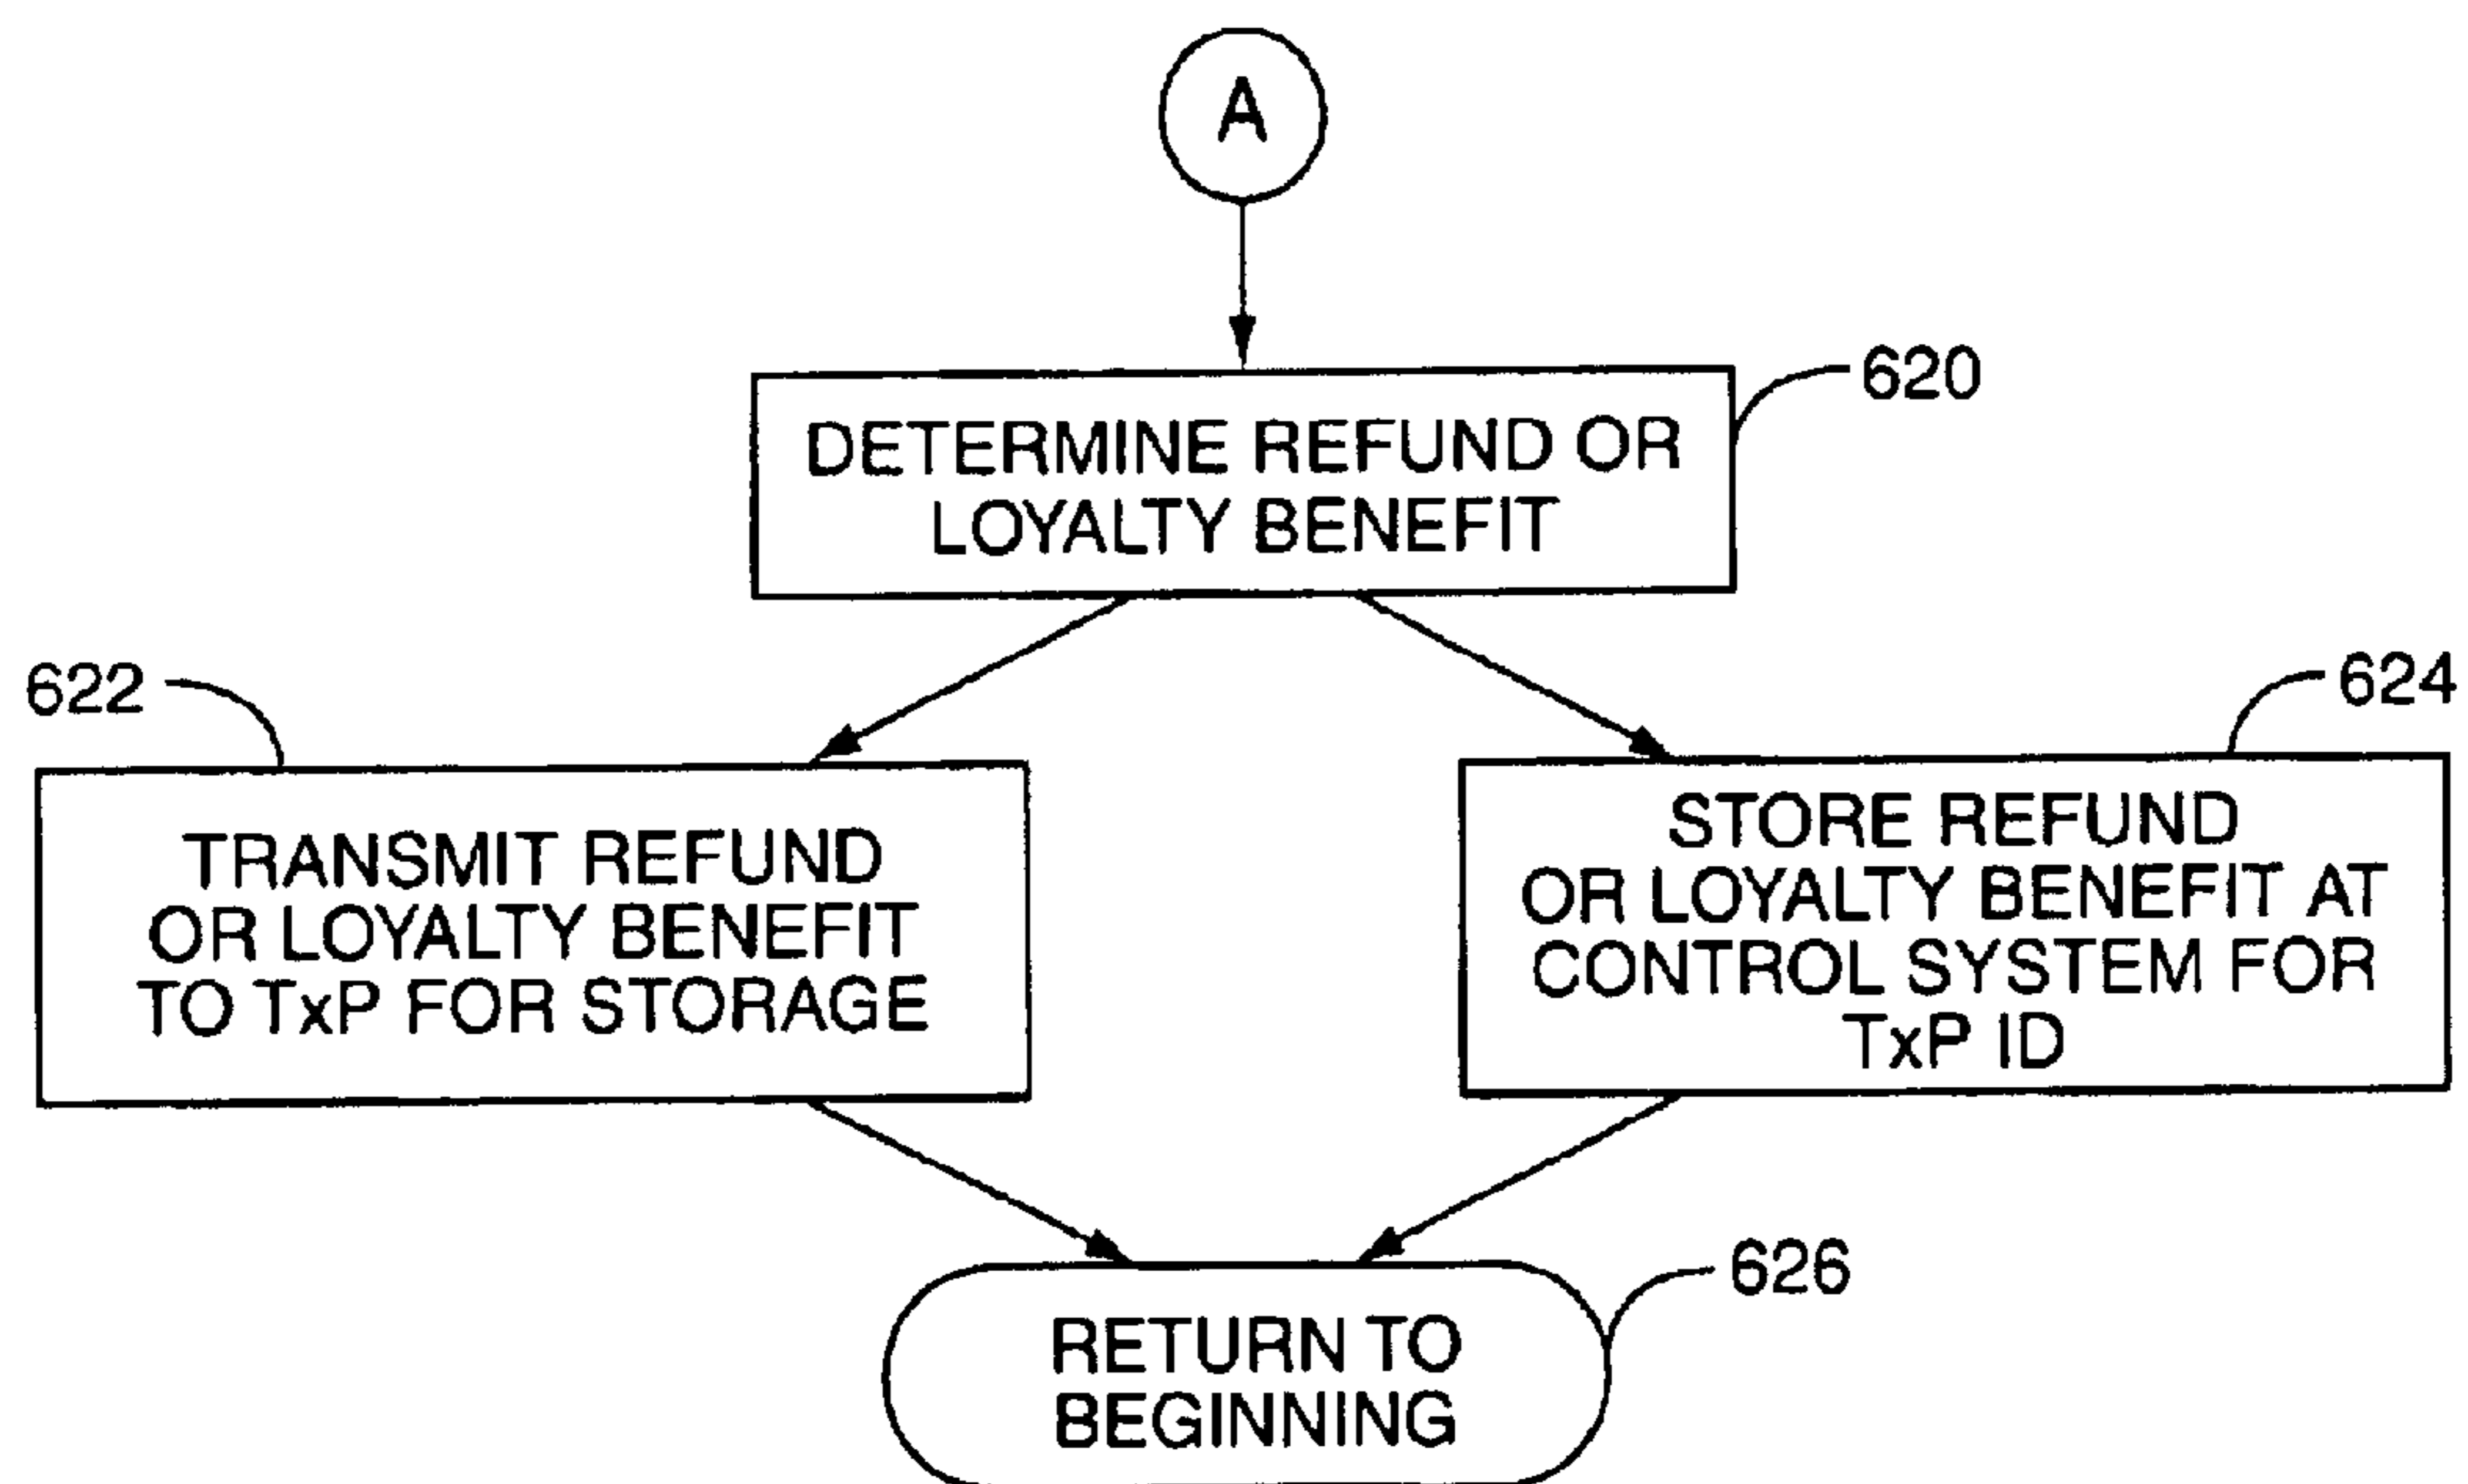 A
620
DETERMINE REFUND OR
LOYALTY BENEFIT
622
624
TRANSMIT REFUND
OR LOYALTY BENEFIT
TO TxP FOR STORAGE
STORE REFUND
OR LOYALTY BENEFIT AT
CONTROL SYSTEM FOR
TxP ID
626
RETURN TO
BEGINNING